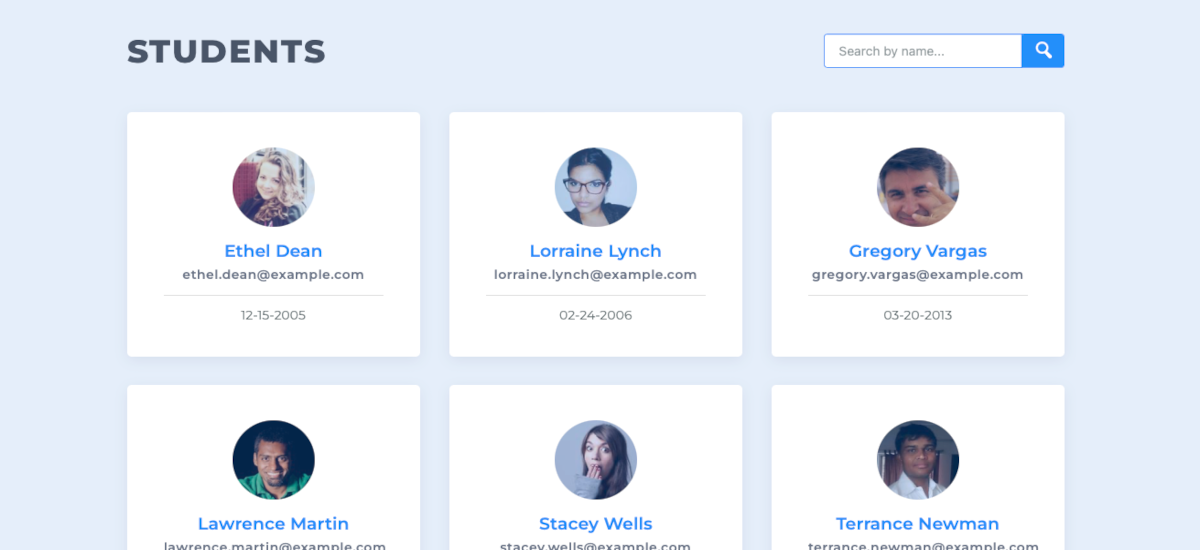 STUDENTS
Search by name...
Ethel Dean
ethel.dean@example.com
12-15-2005
Lorraine Lynch
lorraine.lynch@example.com
02-24-2006
Gregory Vargas
gregory.vargas@example.com
03-20-2013
Lawrence Martin
lawrence.martin@example.com
Stacey Wells
stacey.wells@example.com
Terrance Newman
terrance.newman@example.com